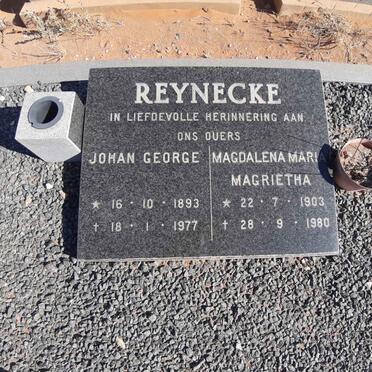 REYNECKE
IN LIEFDEVOLLE HERINNERING AAN
ONS OUERS
JOHAN GEORGE
★ 16 · 10 · 1893
† 18 · 1 · 1977
MAGDALENA
MAGRIETHA
★ 22 · 7 · 1903
† 28 · 9 · 1980